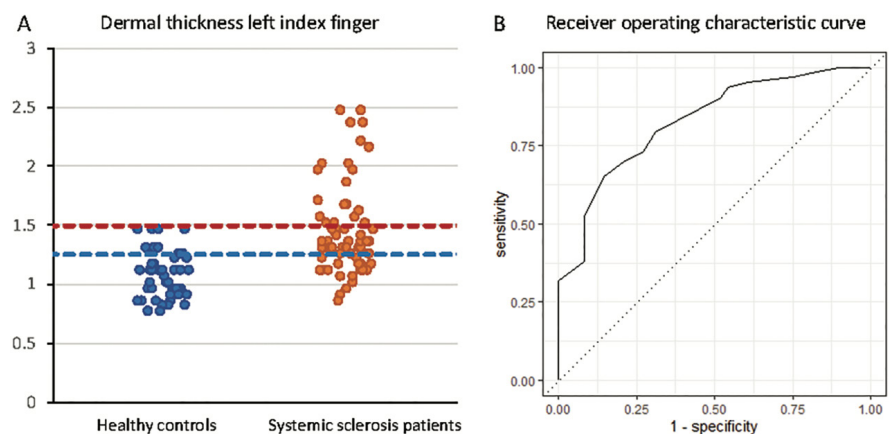 A Dermal thickness left index finger
3
2.5
2
1.5
1
0.5
0
Healthy controls Systemic sclerosis patients
B Receiver operating characteristic curve
1.00
0.75
0.50
0.25
0.00
sensitivity
0.00 0.25 0.50 0.75 1.00
1 - specificity